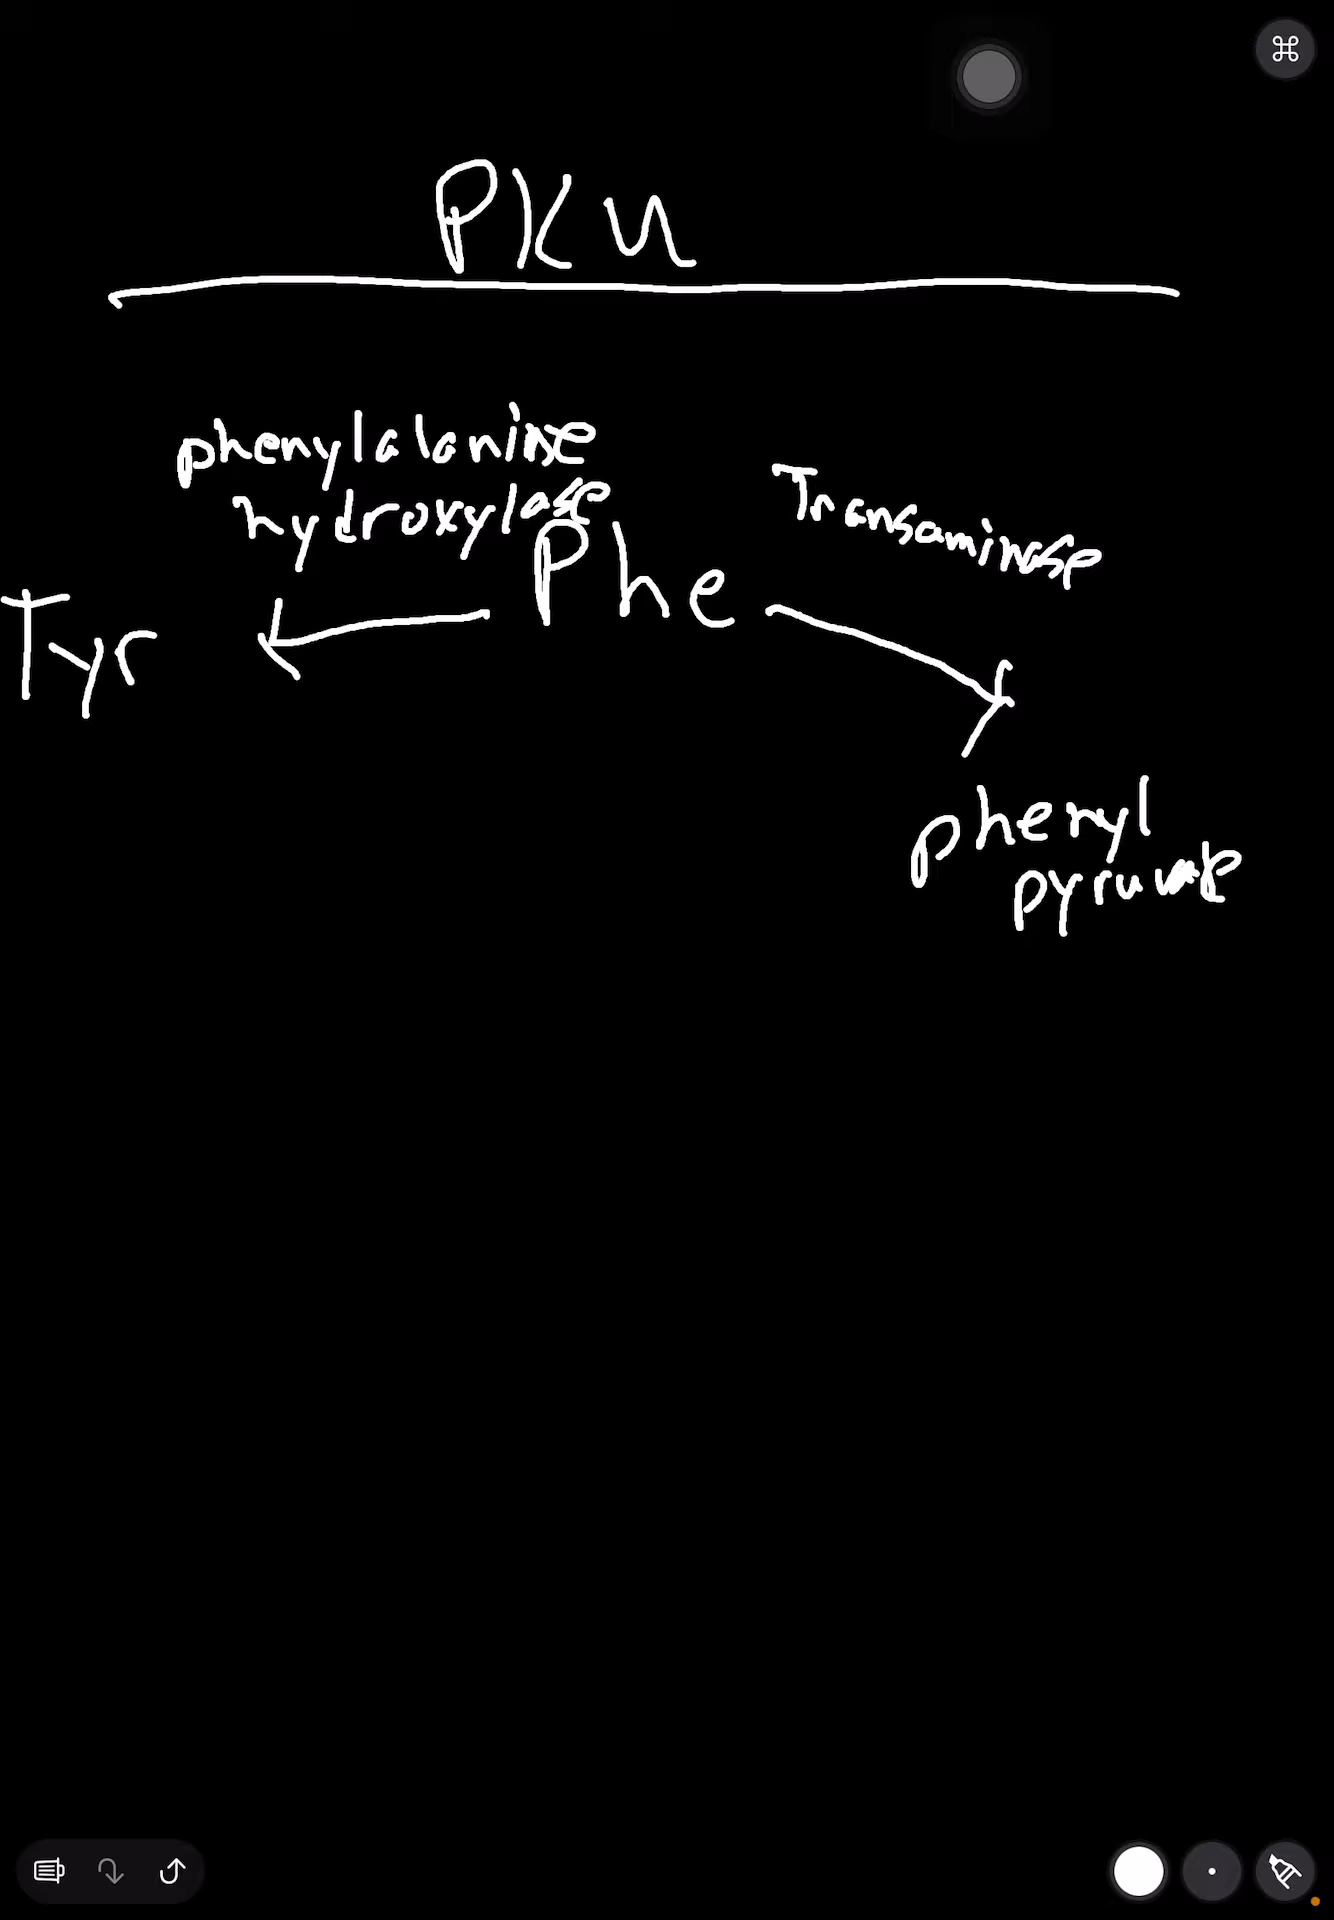 PKU
phenylalanine
hydroxylase
Transaminase
Tyr
Phe
phenyl
pyruvate